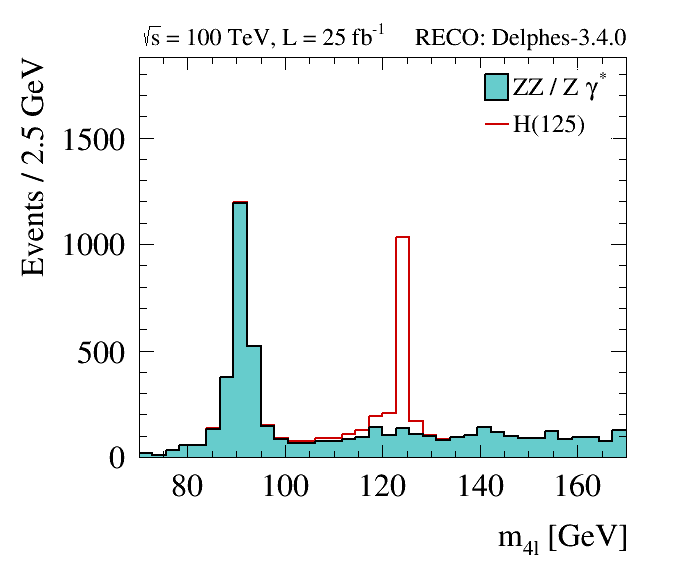 √s = 100 TeV, L = 25 fb⁻¹ RECO: Delphes-3.4.0
Events / 2.5 GeV
ZZ / Z γ*
H(125)
1500
1000
500
0
80 100 120 140 160
m4l [GeV]